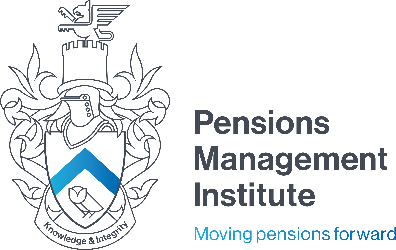 Knowledge & Integrity
Pensions
Management
Institute
Moving pensions forward